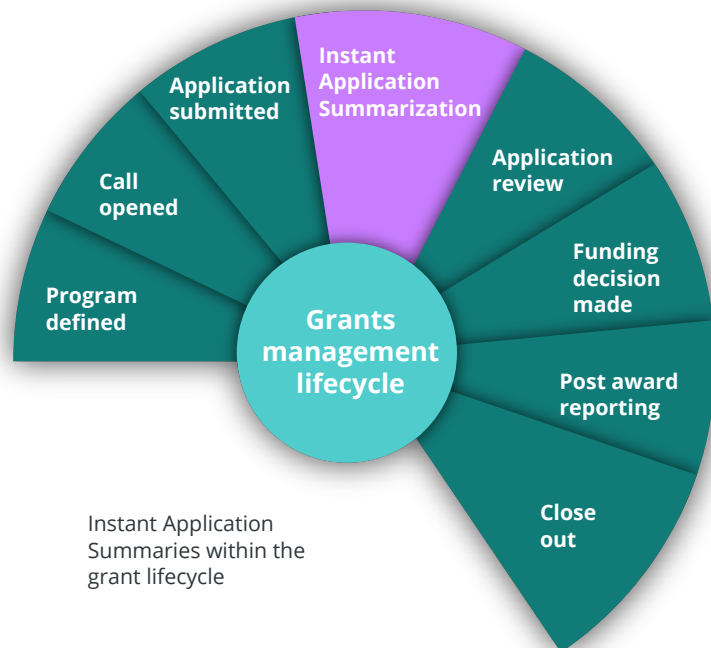 Program
defined
Call
opened
Application
submitted
Instant
Application
Summarization
Application
review
Funding
decision
made
Post award
reporting
Close
out
Grants
management
lifecycle
Instant Application
Summaries within the
grant lifecycle